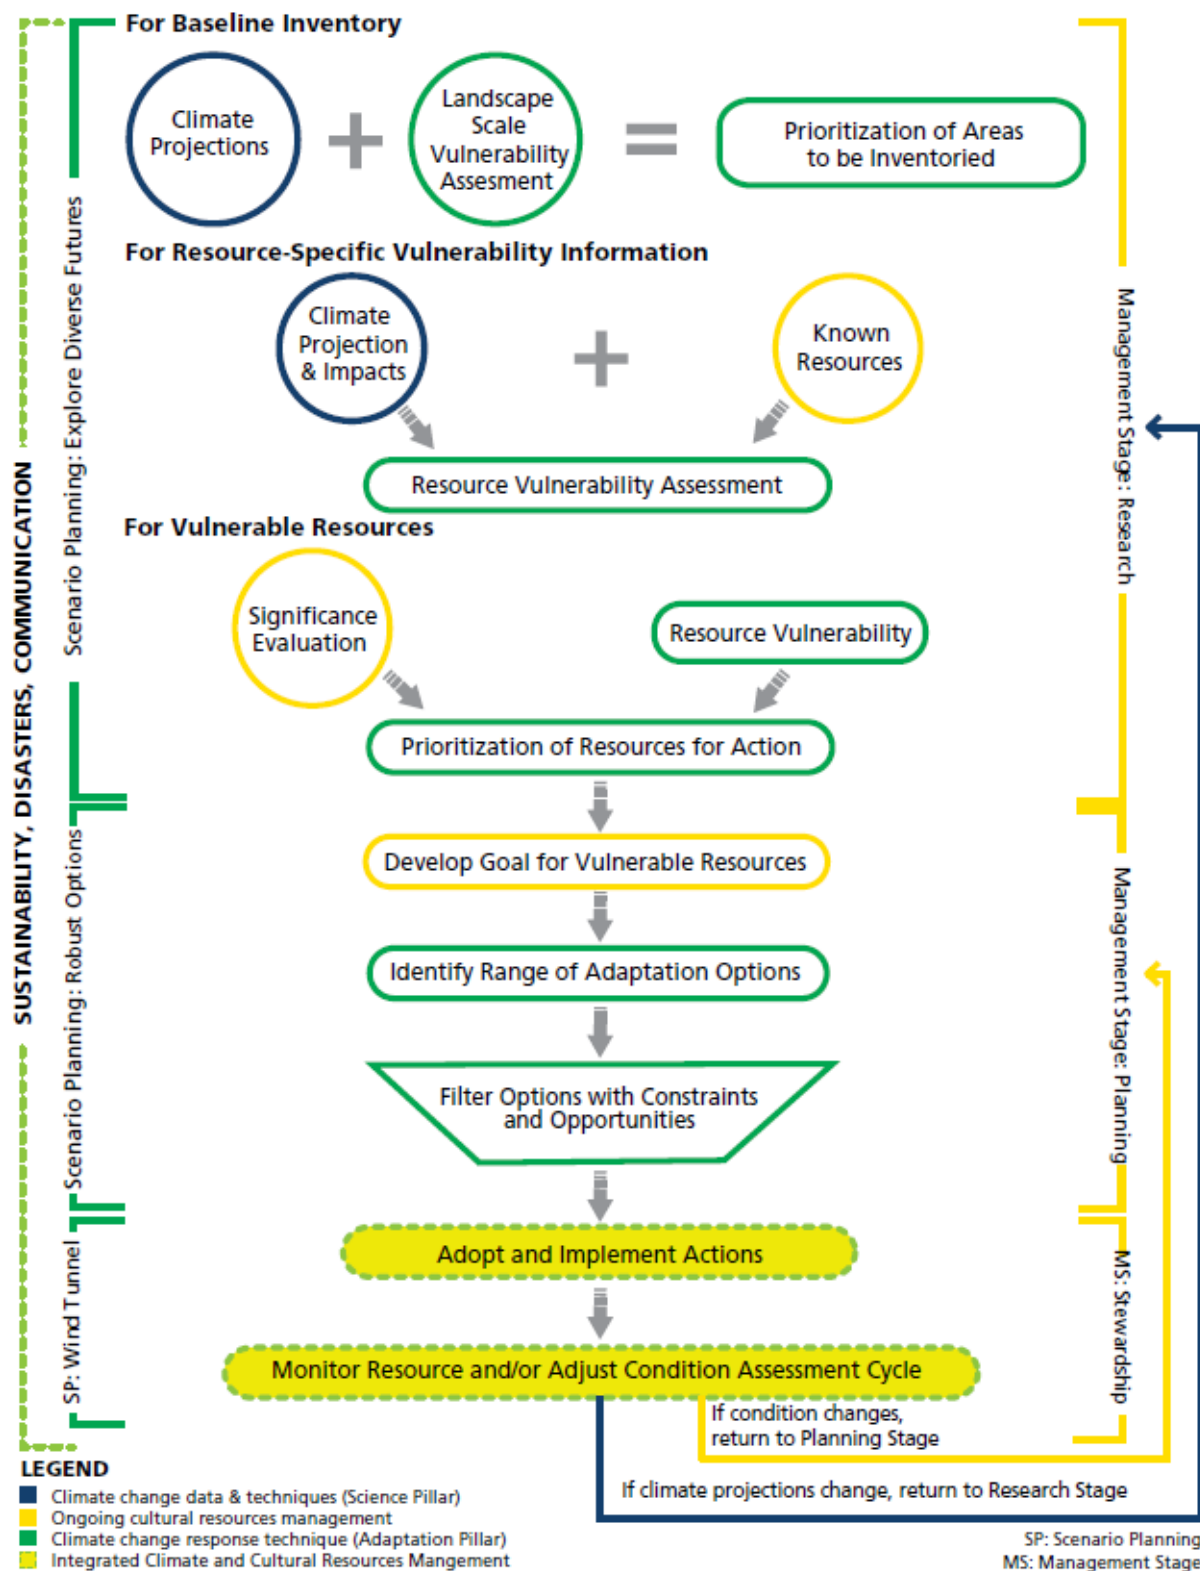 For Baseline Inventory
Climate
Projections
+
Landscape
Scale
Vulnerability
Assesment
=
Prioritization of Areas
to be Inventoried
For Resource-Specific Vulnerability Information
Climate
Projection
& Impacts
+
Known
Resources
Resource Vulnerability Assessment
For Vulnerable Resources
Significance
Evaluation
Resource Vulnerability
Prioritization of Resources for Action
Develop Goal for Vulnerable Resources
Identify Range of Adaptation Options
Filter Options with Constraints
and Opportunities
Adopt and Implement Actions
Monitor Resource and/or Adjust Condition Assessment Cycle
If condition changes,
return to Planning Stage
If climate projections change, return to Research Stage
SUSTAINABILITY, DISASTERS, COMMUNICATION
Scenario Planning: Explore Diverse Futures
Scenario Planning: Robust Options
SP: Wind Tunnel
Management Stage: Research
Management Stage: Planning
MS: Stewardship
LEGEND
Climate change data & techniques (Science Pillar)
Ongoing cultural resources management
Climate change response technique (Adaptation Pillar)
Integrated Climate and Cultural Resources Mangement
SP: Scenario Planning
MS: Management Stage